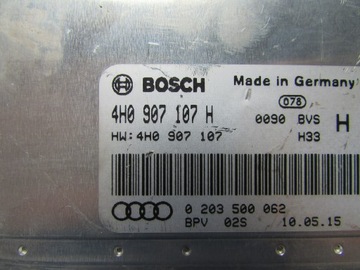 BOSCH Made in Germany
4H0 907 107 H 078
0090 BVS H
HW:4H0 907 107 H33
0 203 500 062
BPV 02S 10.05.15